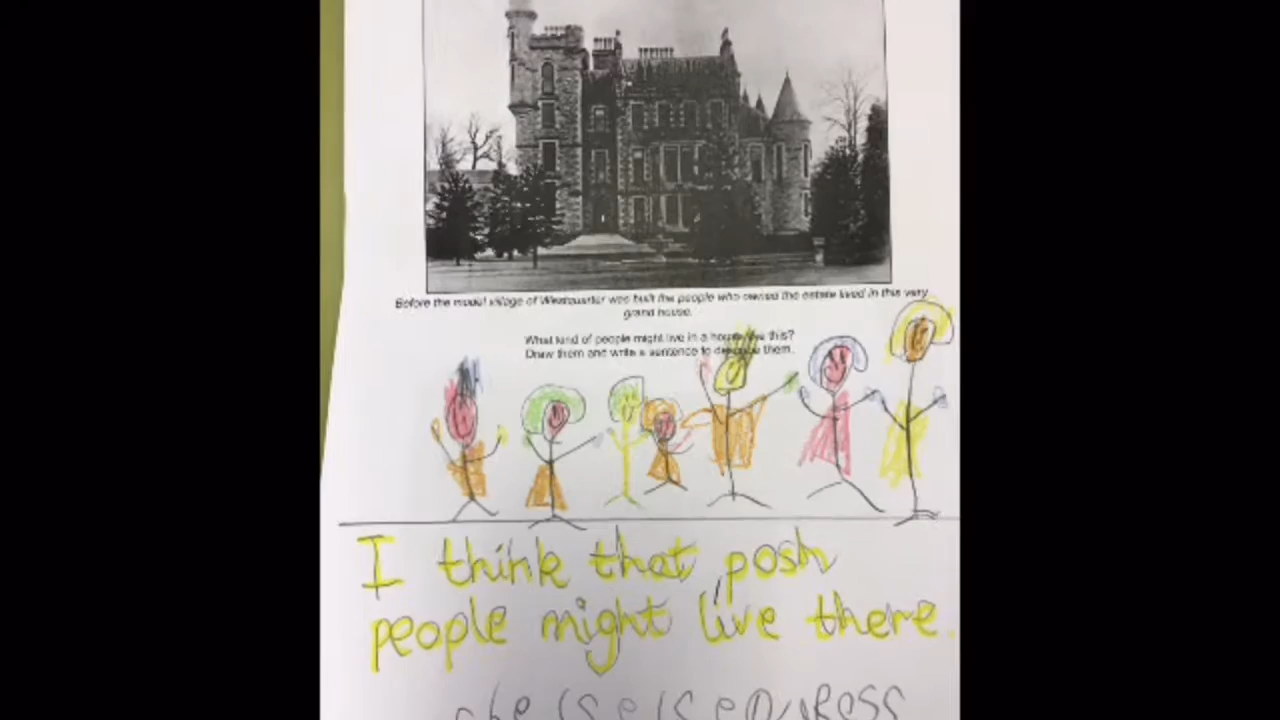 Before the model village of Westquarter was built the people who owned the estate lived in this very
grand house.
What kind of people might live in a house like this?
Draw them and write a sentence to describe them.
I think that posh
people might live there.